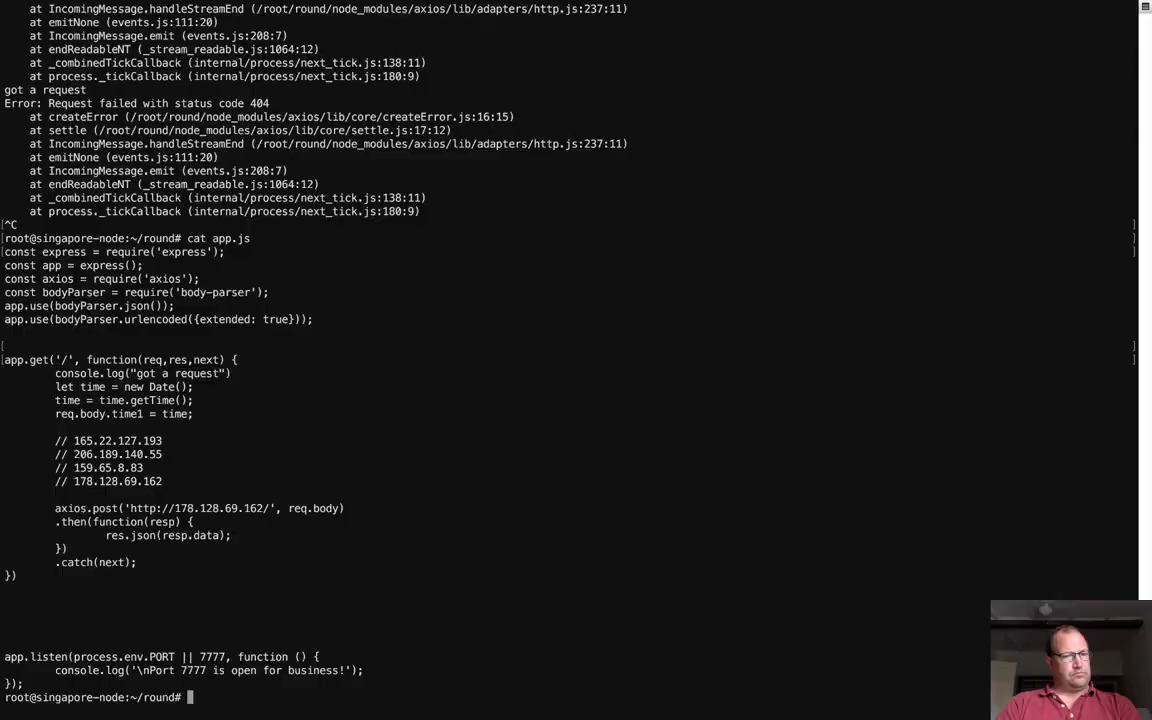 at IncomingMessage.handleStreamEnd (/root/round/node_modules/axios/lib/adapters/http.js:237:11)
at emitNone (events.js:111:20)
at IncomingMessage.emit (events.js:208:7)
at endReadableNT (_stream_readable.js:1064:12)
at _combinedTickCallback (internal/process/next_tick.js:138:11)
at process._tickCallback (internal/process/next_tick.js:180:9)
got a request
Error: Request failed with status code 404
at createError (/root/round/node_modules/axios/lib/core/createError.js:16:15)
at settle (/root/round/node_modules/axios/lib/core/settle.js:17:12)
at IncomingMessage.handleStreamEnd (/root/round/node_modules/axios/lib/adapters/http.js:237:11)
at emitNone (events.js:111:20)
at IncomingMessage.emit (events.js:208:7)
at endReadableNT (_stream_readable.js:1064:12)
at _combinedTickCallback (internal/process/next_tick.js:138:11)
at process._tickCallback (internal/process/next_tick.js:180:9)
[^C ]
[root@singapore-node:~/round# cat app.js ]
[const express = require('express'); ]
const app = express();
const axios = require('axios');
const bodyParser = require('body-parser');
app.use(bodyParser.json());
app.use(bodyParser.urlencoded({extended: true}));
[ ]
[app.get('/', function(req,res,next) { ]
console.log("got a request")
let time = new Date();
time = time.getTime();
req.body.time1 = time;
// 165.22.127.193
// 206.189.140.55
// 159.65.8.83
// 178.128.69.162
axios.post('http://178.128.69.162/', req.body)
.then(function(resp) {
res.json(resp.data);
})
.catch(next);
})
app.listen(process.env.PORT || 7777, function () {
console.log('\nPort 7777 is open for business!');
});
root@singapore-node:~/round#